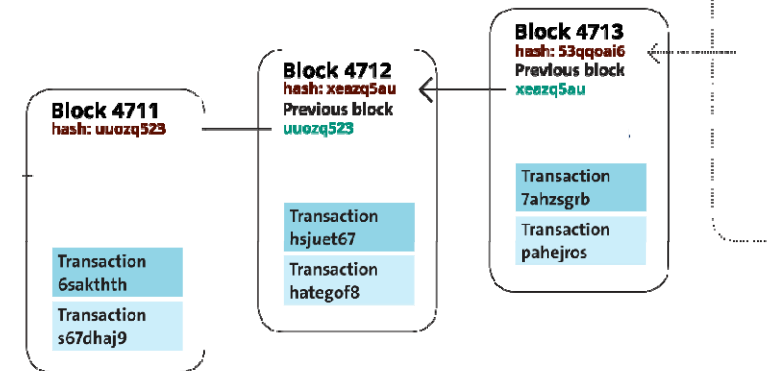 Block 4711
hash: uuozq523
Transaction
6sakthth
Transaction
s67dhaj9
Block 4712
hash: xeazq5au
Previous block
uuozq523
Transaction
hsjuet67
Transaction
hategof8
Block 4713
hash: 53qqoai6
Previous block
xeazq5au
Transaction
7ahzsgrb
Transaction
pahejros